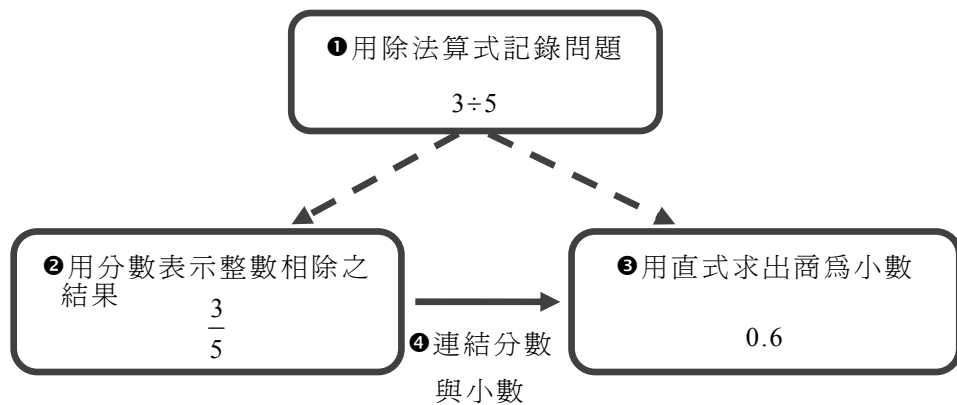 ❶用除法算式記錄問題
3÷5
❷用分數表示整數相除之
結果
3
5
❹連結分數
與小數
❸用直式求出商爲小數
0.6